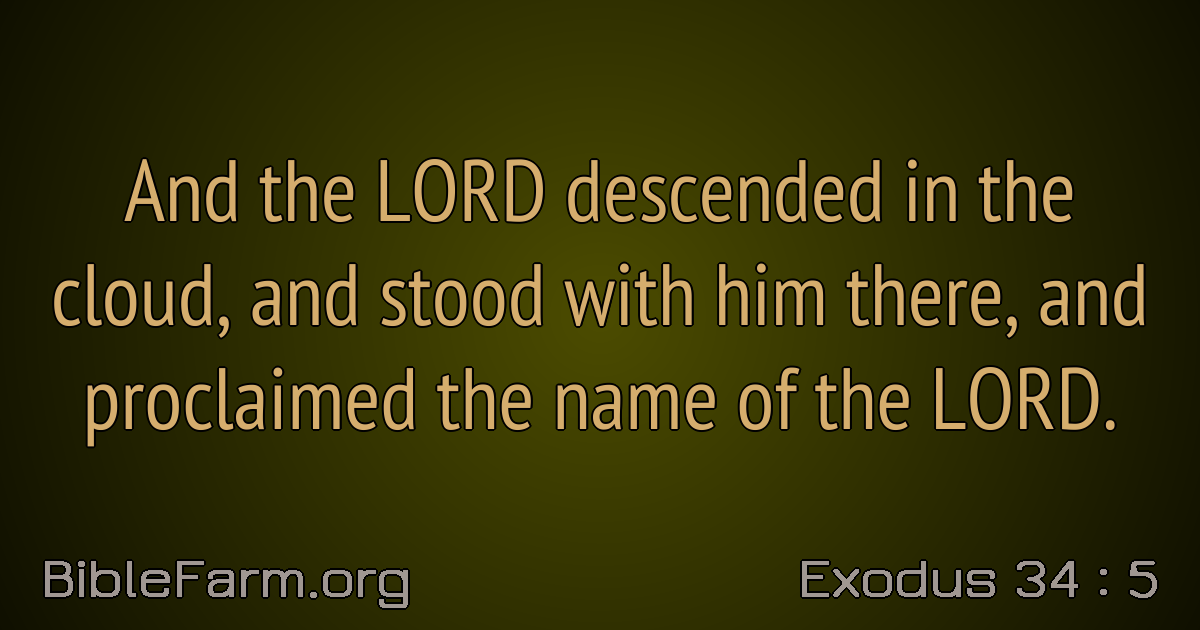 And the LORD descended in the
cloud, and stood with him there, and
proclaimed the name of the LORD.
BibleFarm.org
Exodus 34 : 5